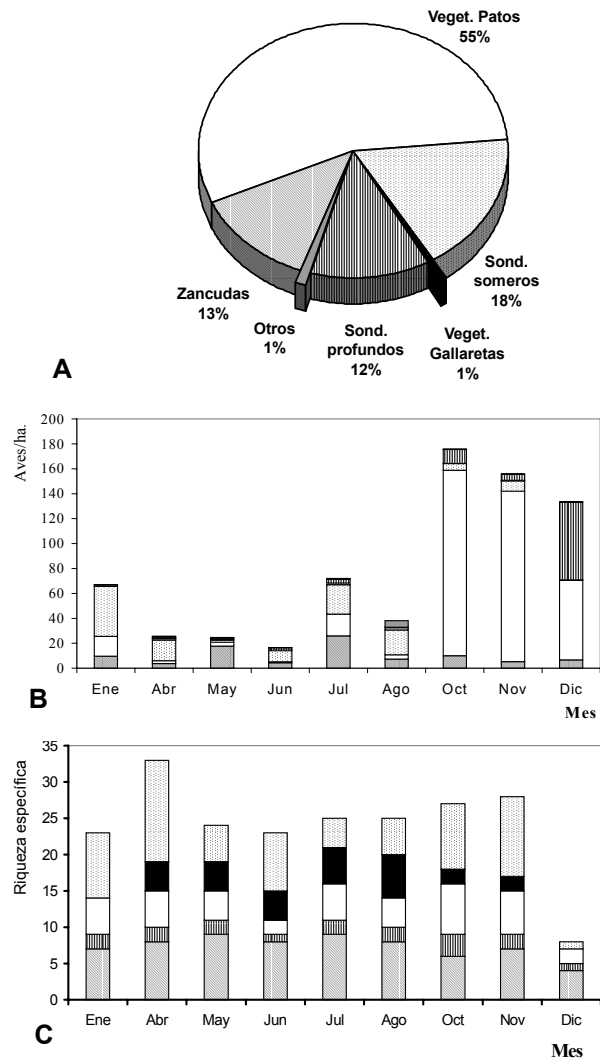 Veget. Patos
55%
Sond.
someros
18%
Veget.
Gallaretas
1%
Sond.
profundos
12%
Otros
1%
Zancudas
13%
A
Aves/ha.
200
180
160
140
120
100
80
60
40
20
0
Ene Abr May Jun Jul Ago Oct Nov Dic
Mes
B
Riqueza específica
35
30
25
20
15
10
5
0
Ene Abr May Jun Jul Ago Oct Nov Dic
Mes
C